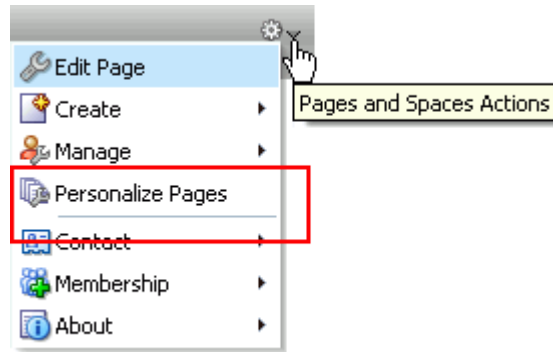 Edit Page
Pages and Spaces Actions
Create
Manage
Personalize Pages
Contact
Membership
About